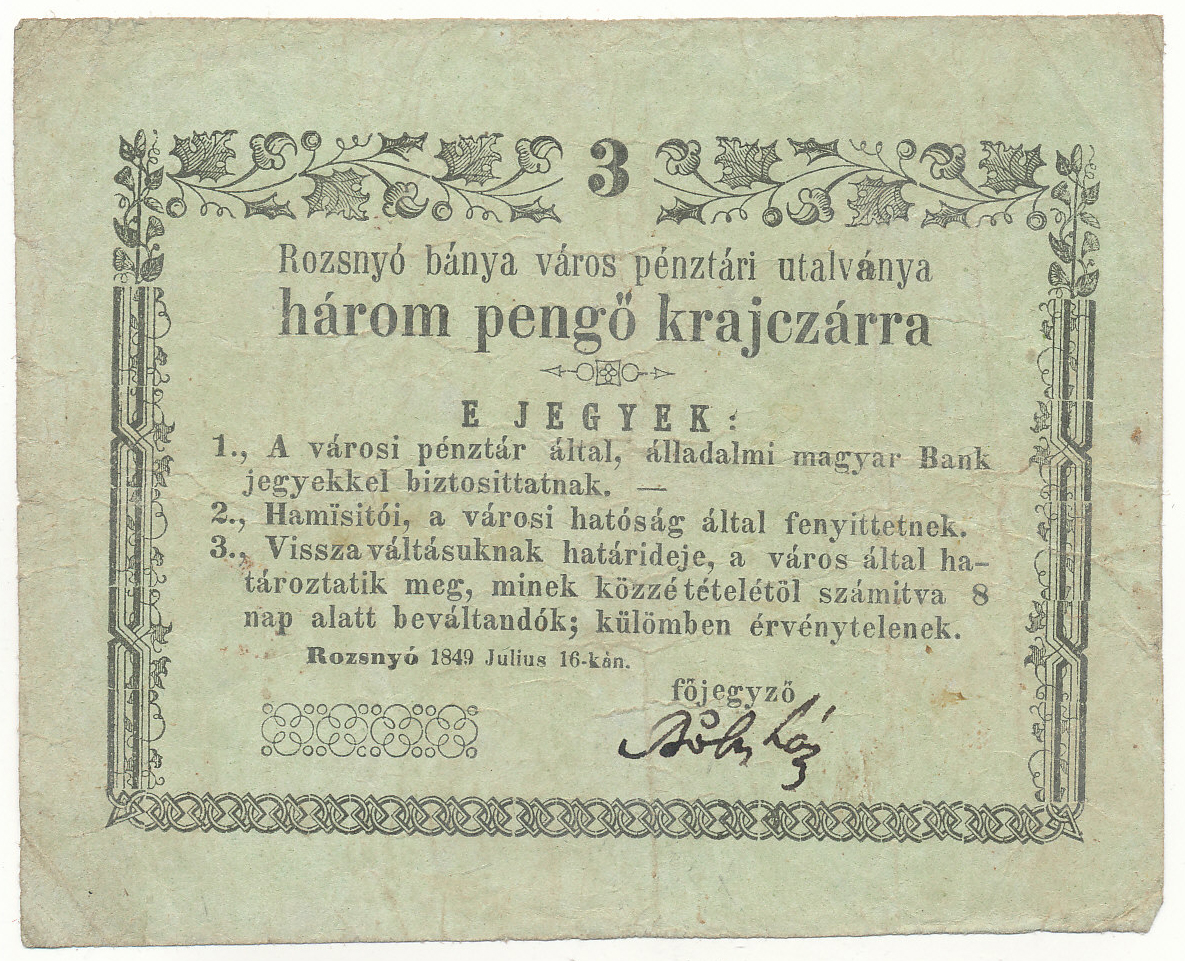 3
Rozsnyó bánya város pénztári utalványa
három pengő krajczárra
E JEGYEK:
1., A városi pénztár által, álladalmi magyar Bank
jegyekkel biztosittatnak. —
2., Hamïsitói, a városi hatóság által fenyittetnek.
3., Visszaváltásuknak határideje, a város által ha-
tároztatik meg, minek közzétételétöl számitva 8
nap alatt beváltandók; külömben érvénytelenek.
Rozsnyó 1849 Julius 16-kán.
főjegyző